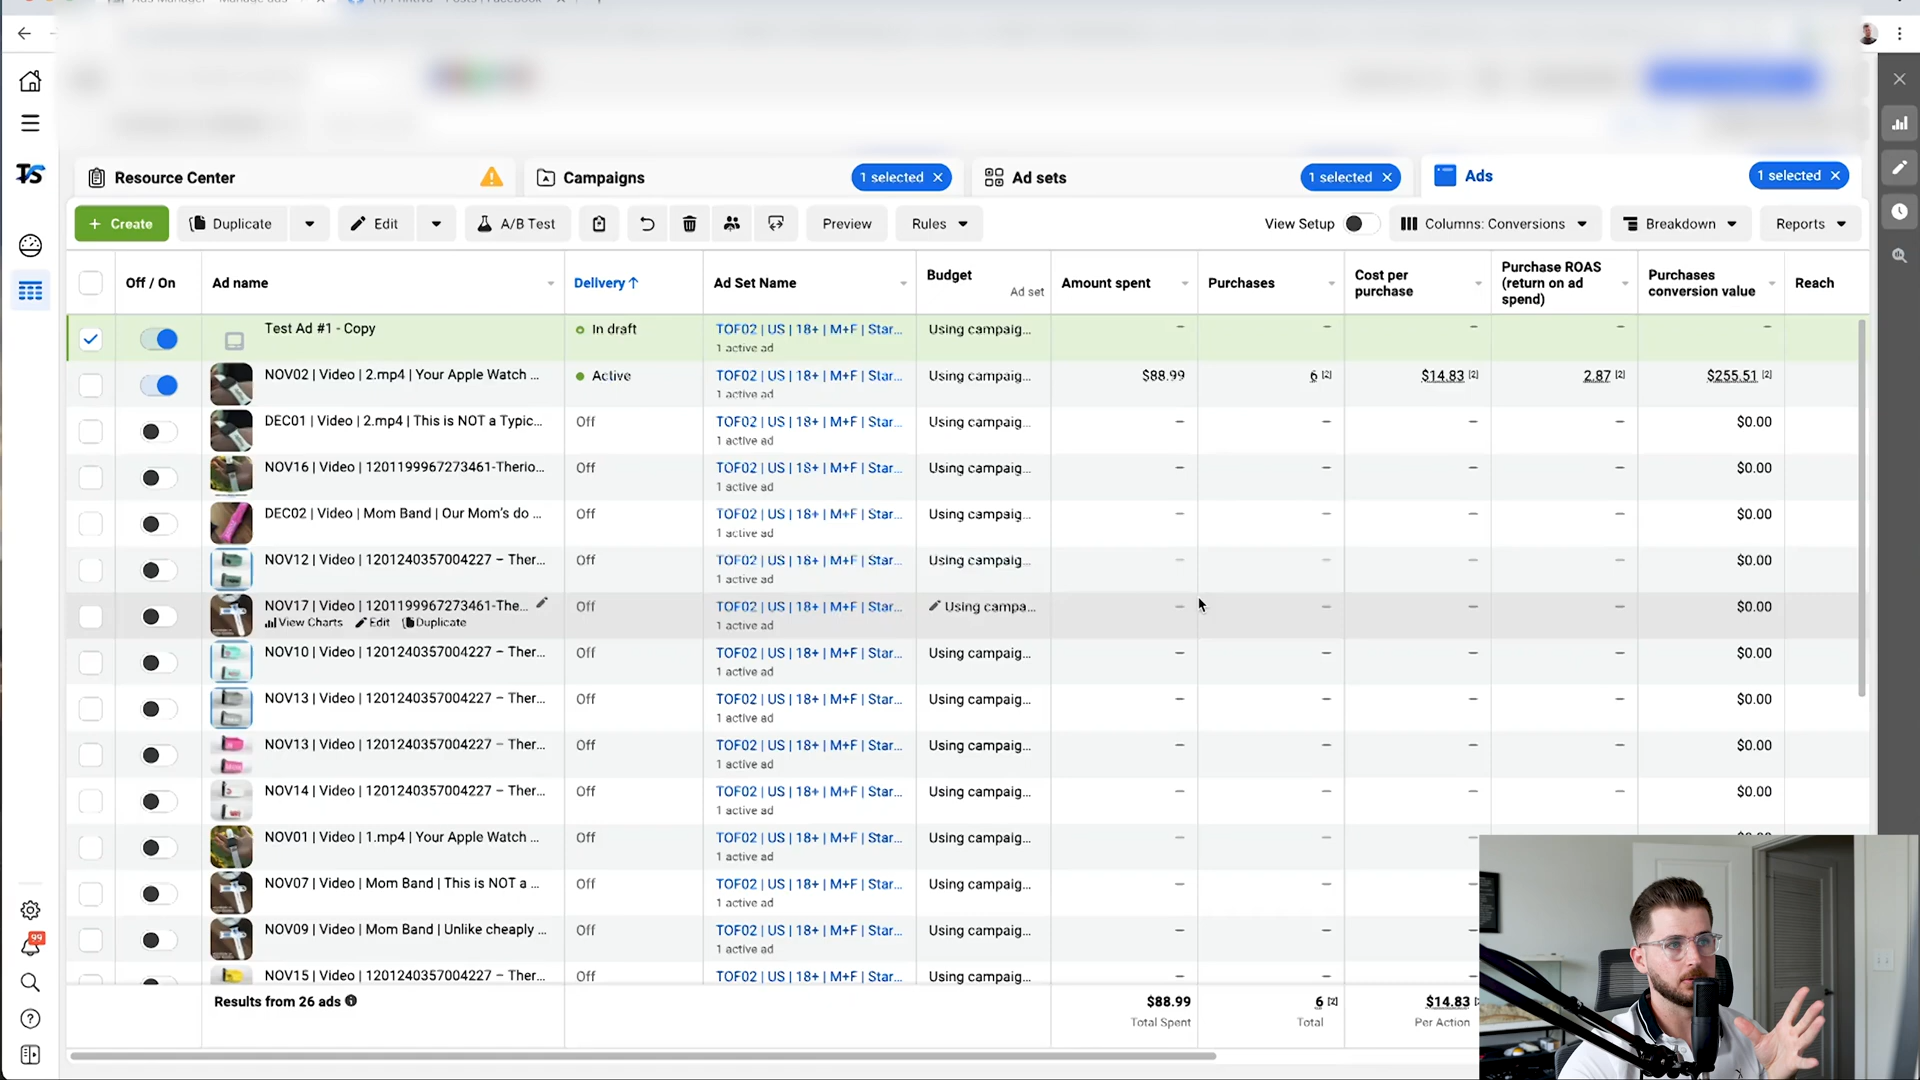 Resource Center
Campaigns
1 selected ×
Ad sets
1 selected ×
Ads
1 selected ×
+ Create
Duplicate
Edit
A/B Test
Preview
Rules
View Setup
Columns: Conversions
Breakdown
Reports
Off / On
Ad name
Delivery ↑
Ad Set Name
Budget
Ad set
Amount spent
Purchases
Cost per
purchase
Purchase ROAS
(return on ad
spend)
Purchases
conversion value
Reach
Test Ad #1 - Copy
In draft
TOF02 | US | 18+ | M+F | Star...
1 active ad
Using campaig...
– – – – –
NOV02 | Video | 2.mp4 | Your Apple Watch ...
Active
TOF02 | US | 18+ | M+F | Star...
1 active ad
Using campaig...
$88.99
6 [2]
$14.83 [2]
2.87 [2]
$255.51 [2]
DEC01 | Video | 2.mp4 | This is NOT a Typic...
Off
TOF02 | US | 18+ | M+F | Star...
1 active ad
Using campaig...
– – – – $0.00
NOV16 | Video | 1201199967273461-Therio...
Off
TOF02 | US | 18+ | M+F | Star...
1 active ad
Using campaig...
– – – – $0.00
DEC02 | Video | Mom Band | Our Mom's do ...
Off
TOF02 | US | 18+ | M+F | Star...
1 active ad
Using campaig...
– – – – $0.00
NOV12 | Video | 1201240357004227 – Ther...
Off
TOF02 | US | 18+ | M+F | Star...
1 active ad
Using campaig...
– – – – $0.00
NOV17 | Video | 1201199967273461-The...
View Charts Edit Duplicate
Off
TOF02 | US | 18+ | M+F | Star...
1 active ad
Using campa...
– – – – $0.00
NOV10 | Video | 1201240357004227 – Ther...
Off
TOF02 | US | 18+ | M+F | Star...
1 active ad
Using campaig...
– – – – $0.00
NOV13 | Video | 1201240357004227 – Ther...
Off
TOF02 | US | 18+ | M+F | Star...
1 active ad
Using campaig...
– – – – $0.00
NOV13 | Video | 1201240357004227 – Ther...
Off
TOF02 | US | 18+ | M+F | Star...
1 active ad
Using campaig...
– – – – $0.00
NOV14 | Video | 1201240357004227 – Ther...
Off
TOF02 | US | 18+ | M+F | Star...
1 active ad
Using campaig...
– – – – $0.00
NOV01 | Video | 1.mp4 | Your Apple Watch ...
Off
TOF02 | US | 18+ | M+F | Star...
1 active ad
Using campaig...
– – –
NOV07 | Video | Mom Band | This is NOT a ...
Off
TOF02 | US | 18+ | M+F | Star...
1 active ad
Using campaig...
– – –
NOV09 | Video | Mom Band | Unlike cheaply ...
Off
TOF02 | US | 18+ | M+F | Star...
1 active ad
Using campaig...
– – –
NOV15 | Video | 1201240357004227 – Ther...
Off
TOF02 | US | 18+ | M+F | Star...
Using campaig...
– – –
Results from 26 ads
$88.99
Total Spent
6 [2]
Total
$14.83
Per Action
99